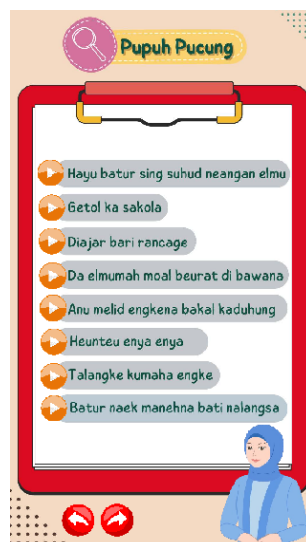 Pupuh Pucung
Hayu batur sing suhud neangan elmu
Getol ka sakola
Diajar bari rancage
Da elmumah moal beurat di bawana
Anu melid engkena bakal kaduhung
Heunteu enya enya
Talangke kumaha engke
Batur naek manehna bati nalangsa